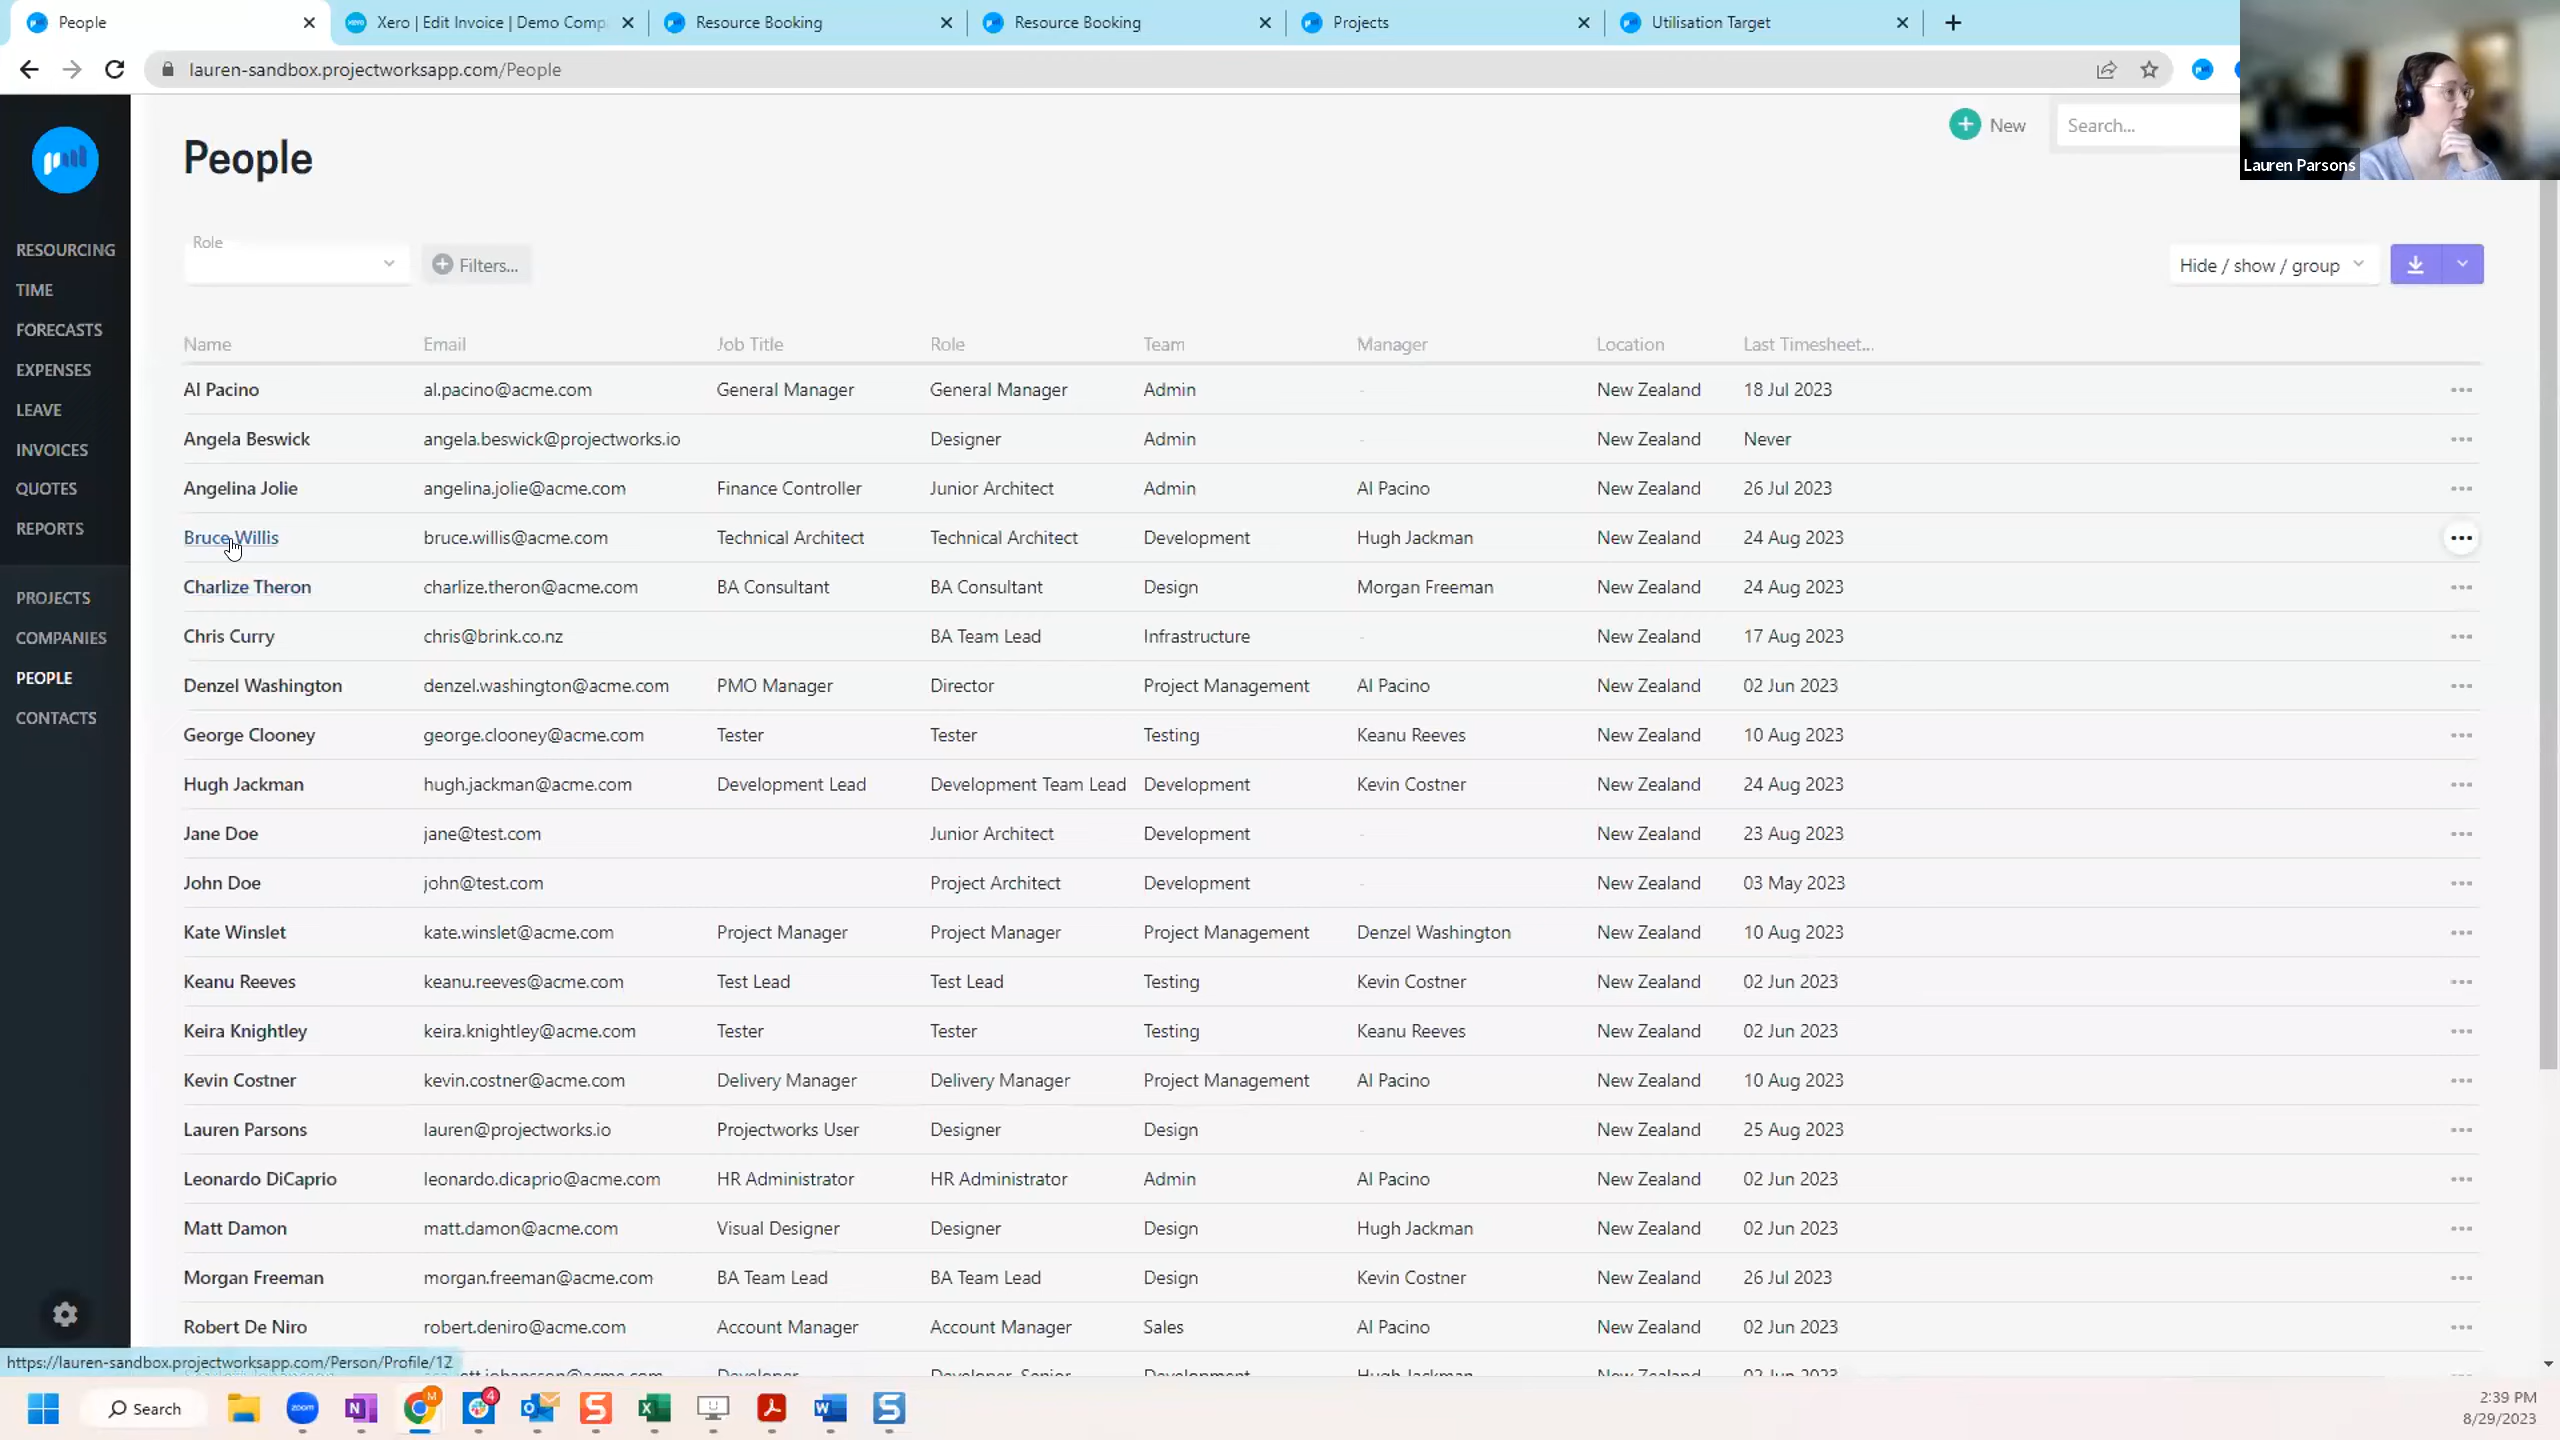 People
Xero | Edit Invoice | Demo Comp
Resource Booking
Resource Booking
Projects
Utilisation Target
lauren-sandbox.projectworksapp.com/People
Lauren Parsons
People
New
Search...
RESOURCING
TIME
FORECASTS
EXPENSES
LEAVE
INVOICES
QUOTES
REPORTS
PROJECTS
COMPANIES
PEOPLE
CONTACTS
Role
Filters...
Hide / show / group
Name Email Job Title Role Team Manager Location Last Timesheet...
Al Pacino al.pacino@acme.com General Manager General Manager Admin - New Zealand 18 Jul 2023
Angela Beswick angela.beswick@projectworks.io Designer Admin - New Zealand Never
Angelina Jolie angelina.jolie@acme.com Finance Controller Junior Architect Admin Al Pacino New Zealand 26 Jul 2023
Bruce Willis bruce.willis@acme.com Technical Architect Technical Architect Development Hugh Jackman New Zealand 24 Aug 2023
Charlize Theron charlize.theron@acme.com BA Consultant BA Consultant Design Morgan Freeman New Zealand 24 Aug 2023
Chris Curry chris@brink.co.nz BA Team Lead Infrastructure - New Zealand 17 Aug 2023
Denzel Washington denzel.washington@acme.com PMO Manager Director Project Management Al Pacino New Zealand 02 Jun 2023
George Clooney george.clooney@acme.com Tester Tester Testing Keanu Reeves New Zealand 10 Aug 2023
Hugh Jackman hugh.jackman@acme.com Development Lead Development Team Lead Development Kevin Costner New Zealand 24 Aug 2023
Jane Doe jane@test.com Junior Architect Development - New Zealand 23 Aug 2023
John Doe john@test.com Project Architect Development - New Zealand 03 May 2023
Kate Winslet kate.winslet@acme.com Project Manager Project Manager Project Management Denzel Washington New Zealand 10 Aug 2023
Keanu Reeves keanu.reeves@acme.com Test Lead Test Lead Testing Kevin Costner New Zealand 02 Jun 2023
Keira Knightley keira.knightley@acme.com Tester Tester Testing Keanu Reeves New Zealand 02 Jun 2023
Kevin Costner kevin.costner@acme.com Delivery Manager Delivery Manager Project Management Al Pacino New Zealand 10 Aug 2023
Lauren Parsons lauren@projectworks.io Projectworks User Designer Design - New Zealand 25 Aug 2023
Leonardo DiCaprio leonardo.dicaprio@acme.com HR Administrator HR Administrator Admin Al Pacino New Zealand 02 Jun 2023
Matt Damon matt.damon@acme.com Visual Designer Designer Design Hugh Jackman New Zealand 02 Jun 2023
Morgan Freeman morgan.freeman@acme.com BA Team Lead BA Team Lead Design Kevin Costner New Zealand 26 Jul 2023
Robert De Niro robert.deniro@acme.com Account Manager Account Manager Sales Al Pacino New Zealand 02 Jun 2023
Developer Developer, Senior Development Hugh Jackman New Zealand 02 Jun 2023
https://lauren-sandbox.projectworksapp.com/Person/Profile/12
Search
zoom
M
4
2:39 PM
8/29/2023